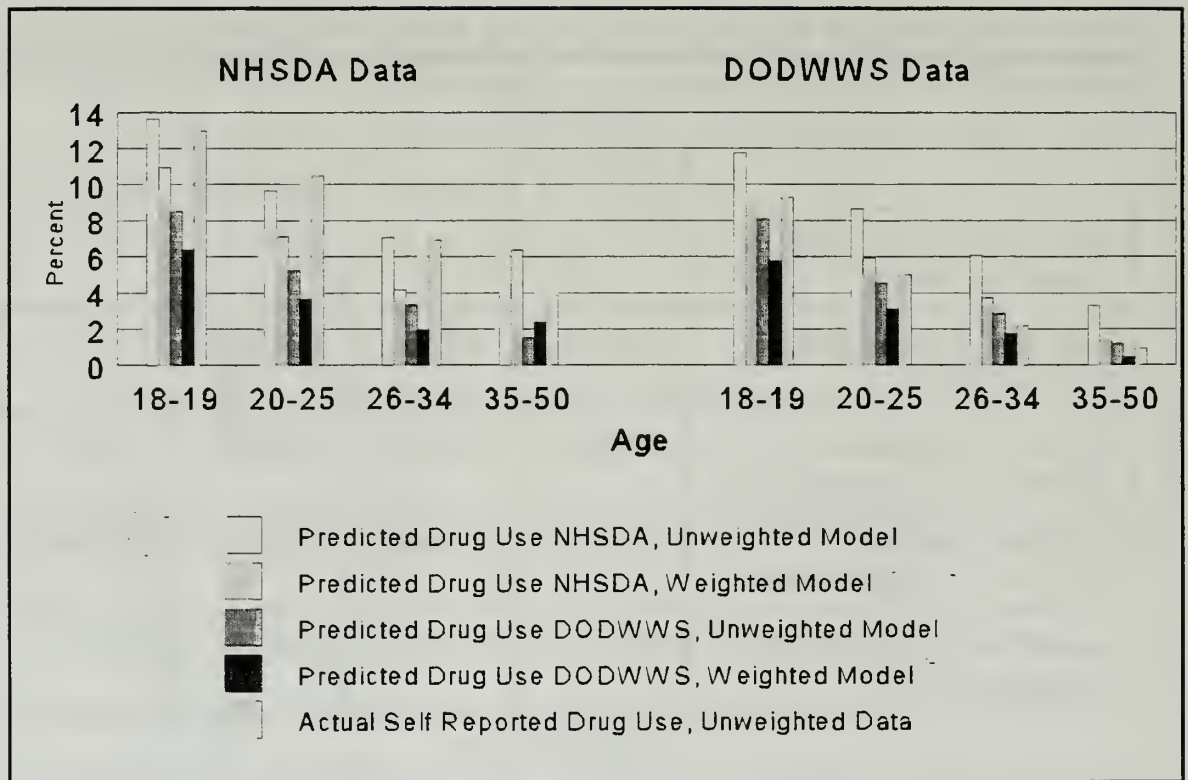 NHSDA Data
DODWWS Data
Percent
14
12
10
8
6
4
2
0
18-19 20-25 26-34 35-50 18-19 20-25 26-34 35-50
Age
Predicted Drug Use NHSDA, Unweighted Model
Predicted Drug Use NHSDA, Weighted Model
Predicted Drug Use DODWWS, Unweighted Model
Predicted Drug Use DODWWS, Weighted Model
Actual Self Reported Drug Use, Unweighted Data